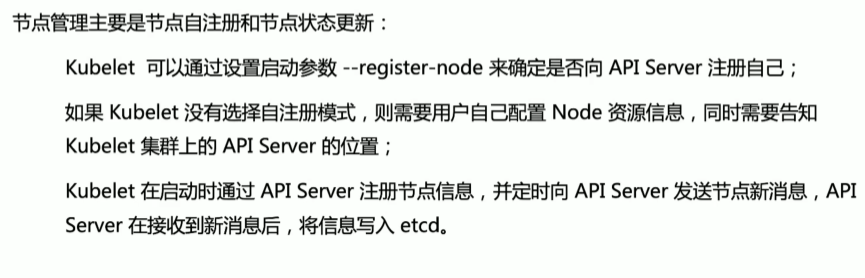 节点管理主要是节点自注册和节点状态更新：
Kubelet 可以通过设置启动参数 --register-node 来确定是否向 API Server 注册自己；
如果 Kubelet 没有选择自注册模式，则需要用户自己配置 Node 资源信息，同时需要告知
Kubelet 集群上的 API Server 的位置；
Kubelet 在启动时通过 API Server 注册节点信息，并定时向 API Server 发送节点新消息，API
Server 在接收到新消息后，将信息写入 etcd。